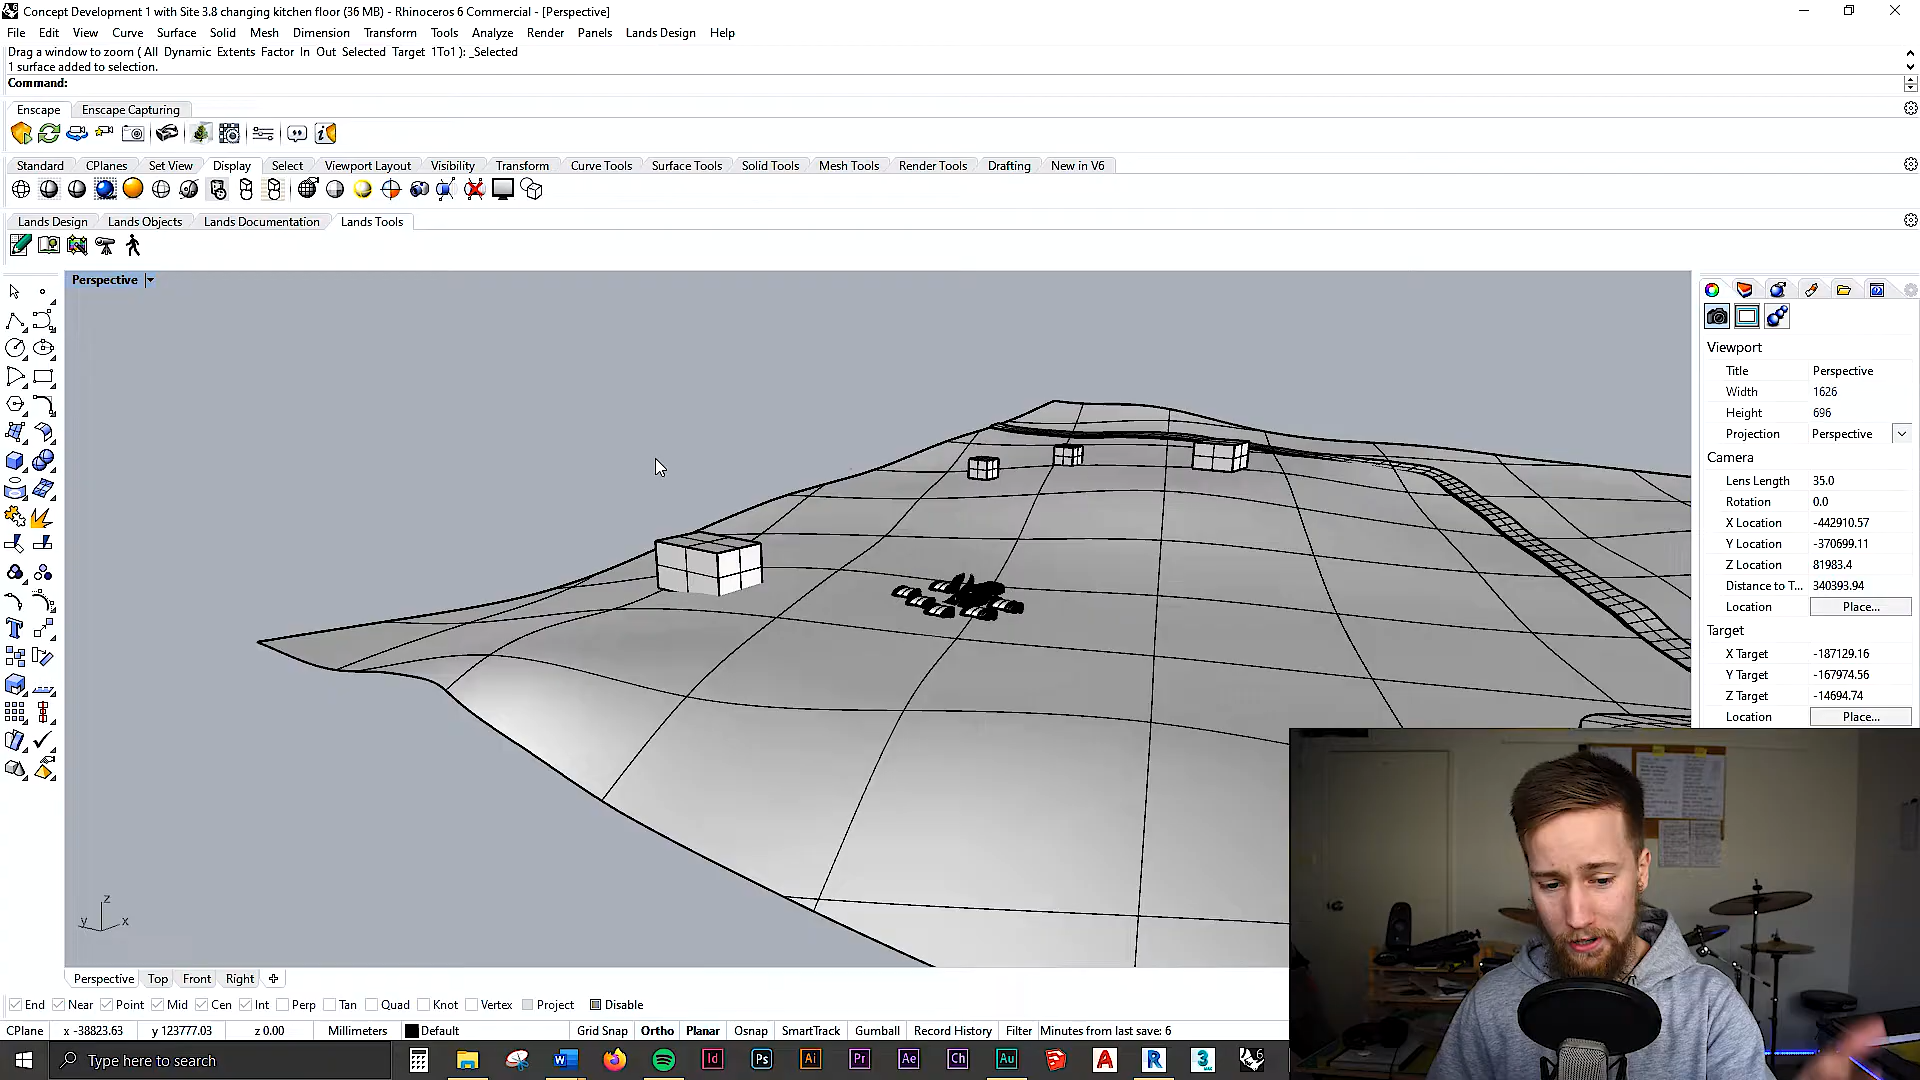 Concept Development 1 with Site 3.8 changing kitchen floor (36 MB) - Rhinoceros 6 Commercial - [Perspective]
File Edit View Curve Surface Solid Mesh Dimension Transform Tools Analyze Render Panels Lands Design Help
Drag a window to zoom ( All Dynamic Extents Factor In Out Selected Target 1To1 ): _Selected
1 surface added to selection.
Command:
Enscape Enscape Capturing
Standard CPlanes Set View Display Select Viewport Layout Visibility Transform Curve Tools Surface Tools Solid Tools Mesh Tools Render Tools Drafting New in V6
Lands Design Lands Objects Lands Documentation Lands Tools
Perspective
Viewport
Title Perspective
Width 1626
Height 696
Projection Perspective
Camera
Lens Length 35.0
Rotation 0.0
X Location -442910.57
Y Location -370699.11
Z Location 81983.4
Distance to T... 340393.94
Location Place...
Target
X Target -187129.16
Y Target -167974.56
Z Target -14694.74
Location Place...
z
y x
Perspective Top Front Right
End Near Point Mid Cen Int Perp Tan Quad Knot Vertex Project Disable
CPlane x -38823.63 y 123777.03 z 0.00 Millimeters Default Grid Snap Ortho Planar Osnap SmartTrack Gumball Record History Filter Minutes from last save: 6
Type here to search